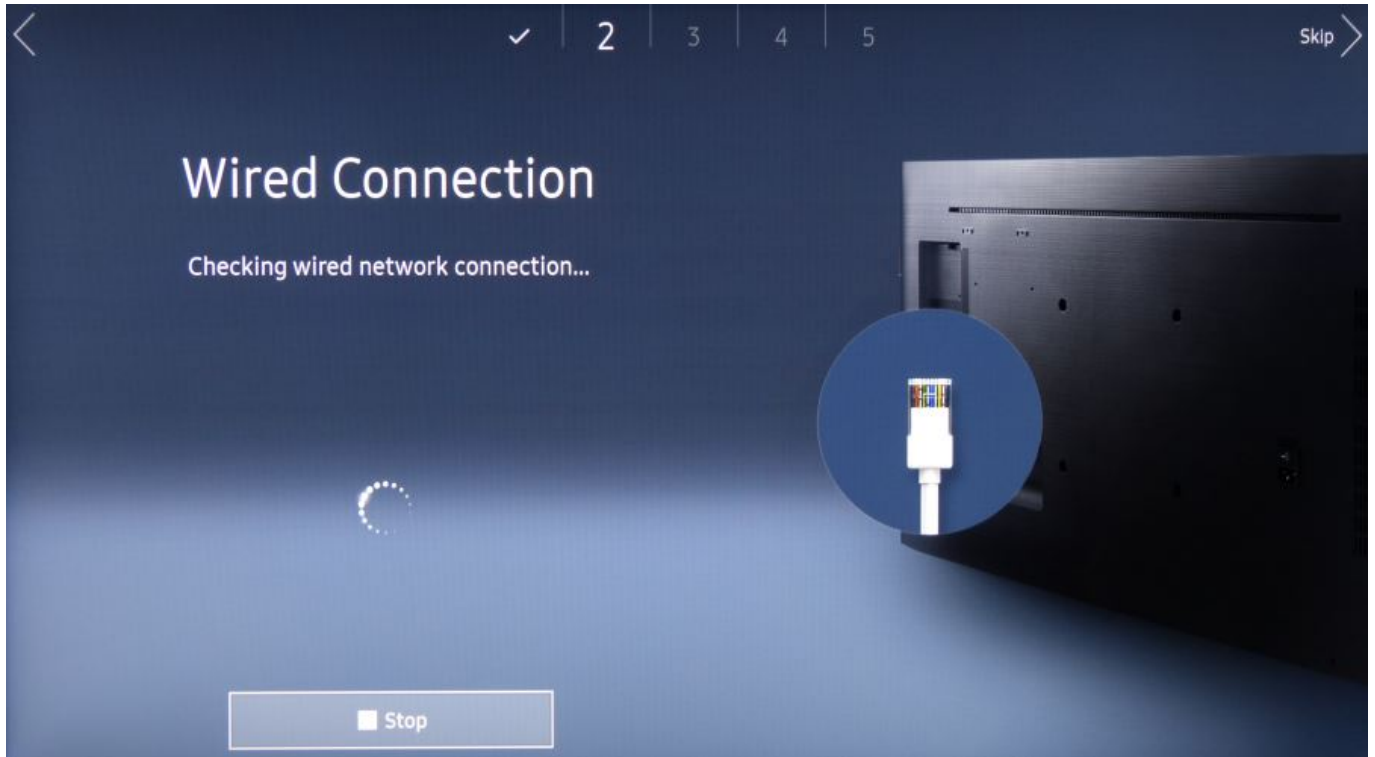 2 3 4 5
Skip
Wired Connection
Checking wired network connection...
Stop